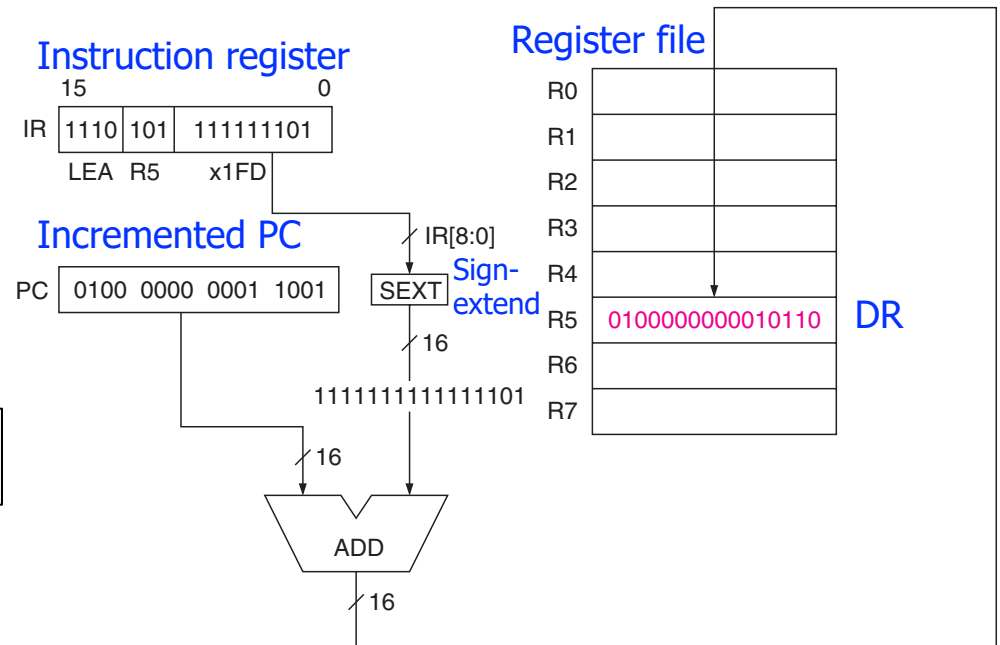 Instruction register
15 0
IR 1110 101 111111101
LEA R5 x1FD
Incremented PC
PC 0100 0000 0001 1001
IR[8:0]
SEXT
Sign-
extend
16
1111111111111101
16
ADD
16
Register file
R0
R1
R2
R3
R4
R5 0100000000010110 DR
R6
R7